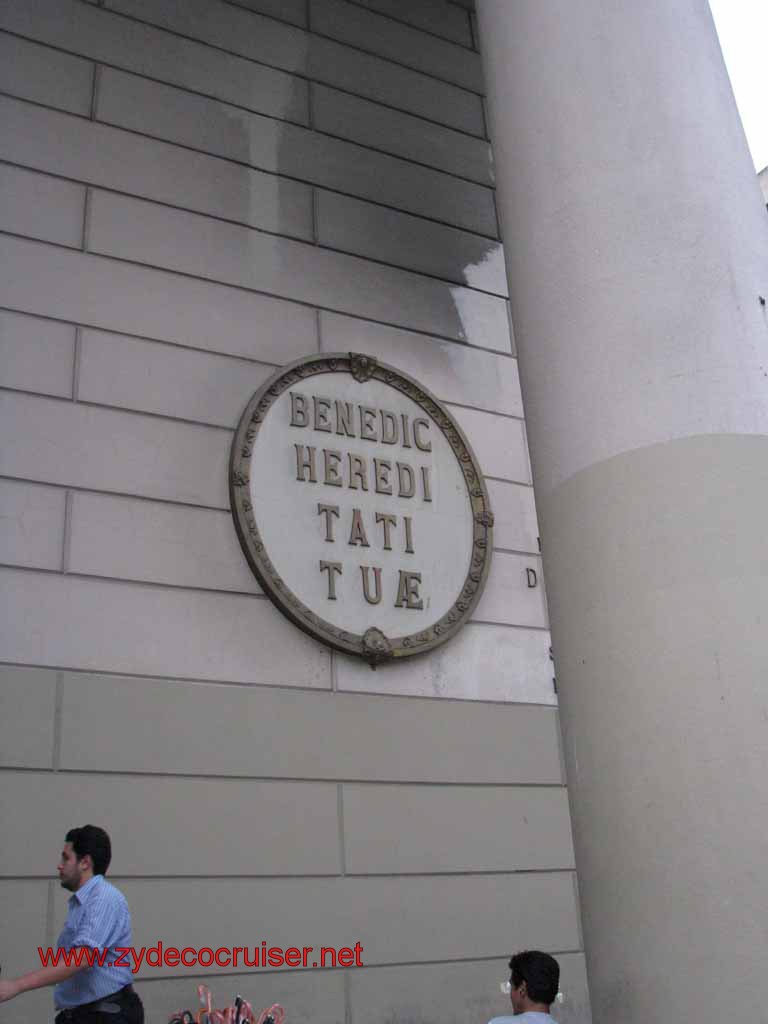 BENEDIC
HEREDI
TATI
TUÆ
D
www.zydecocruiser.net